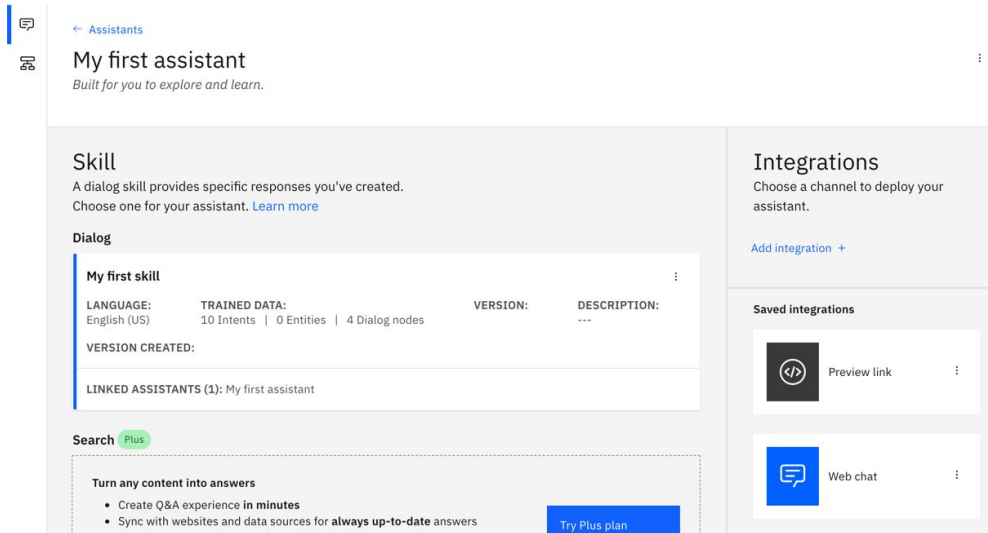 ← Assistants
My first assistant
Built for you to explore and learn.
Skill
A dialog skill provides specific responses you've created.
Choose one for your assistant. Learn more
Dialog
My first skill
LANGUAGE: TRAINED DATA: VERSION: DESCRIPTION:
English (US) 10 Intents | 0 Entities | 4 Dialog nodes ---
VERSION CREATED:
LINKED ASSISTANTS (1): My first assistant
Search Plus
Turn any content into answers
• Create Q&A experience in minutes
• Sync with websites and data sources for always up-to-date answers
Try Plus plan
Integrations
Choose a channel to deploy your
assistant.
Add integration +
Saved integrations
Preview link
Web chat